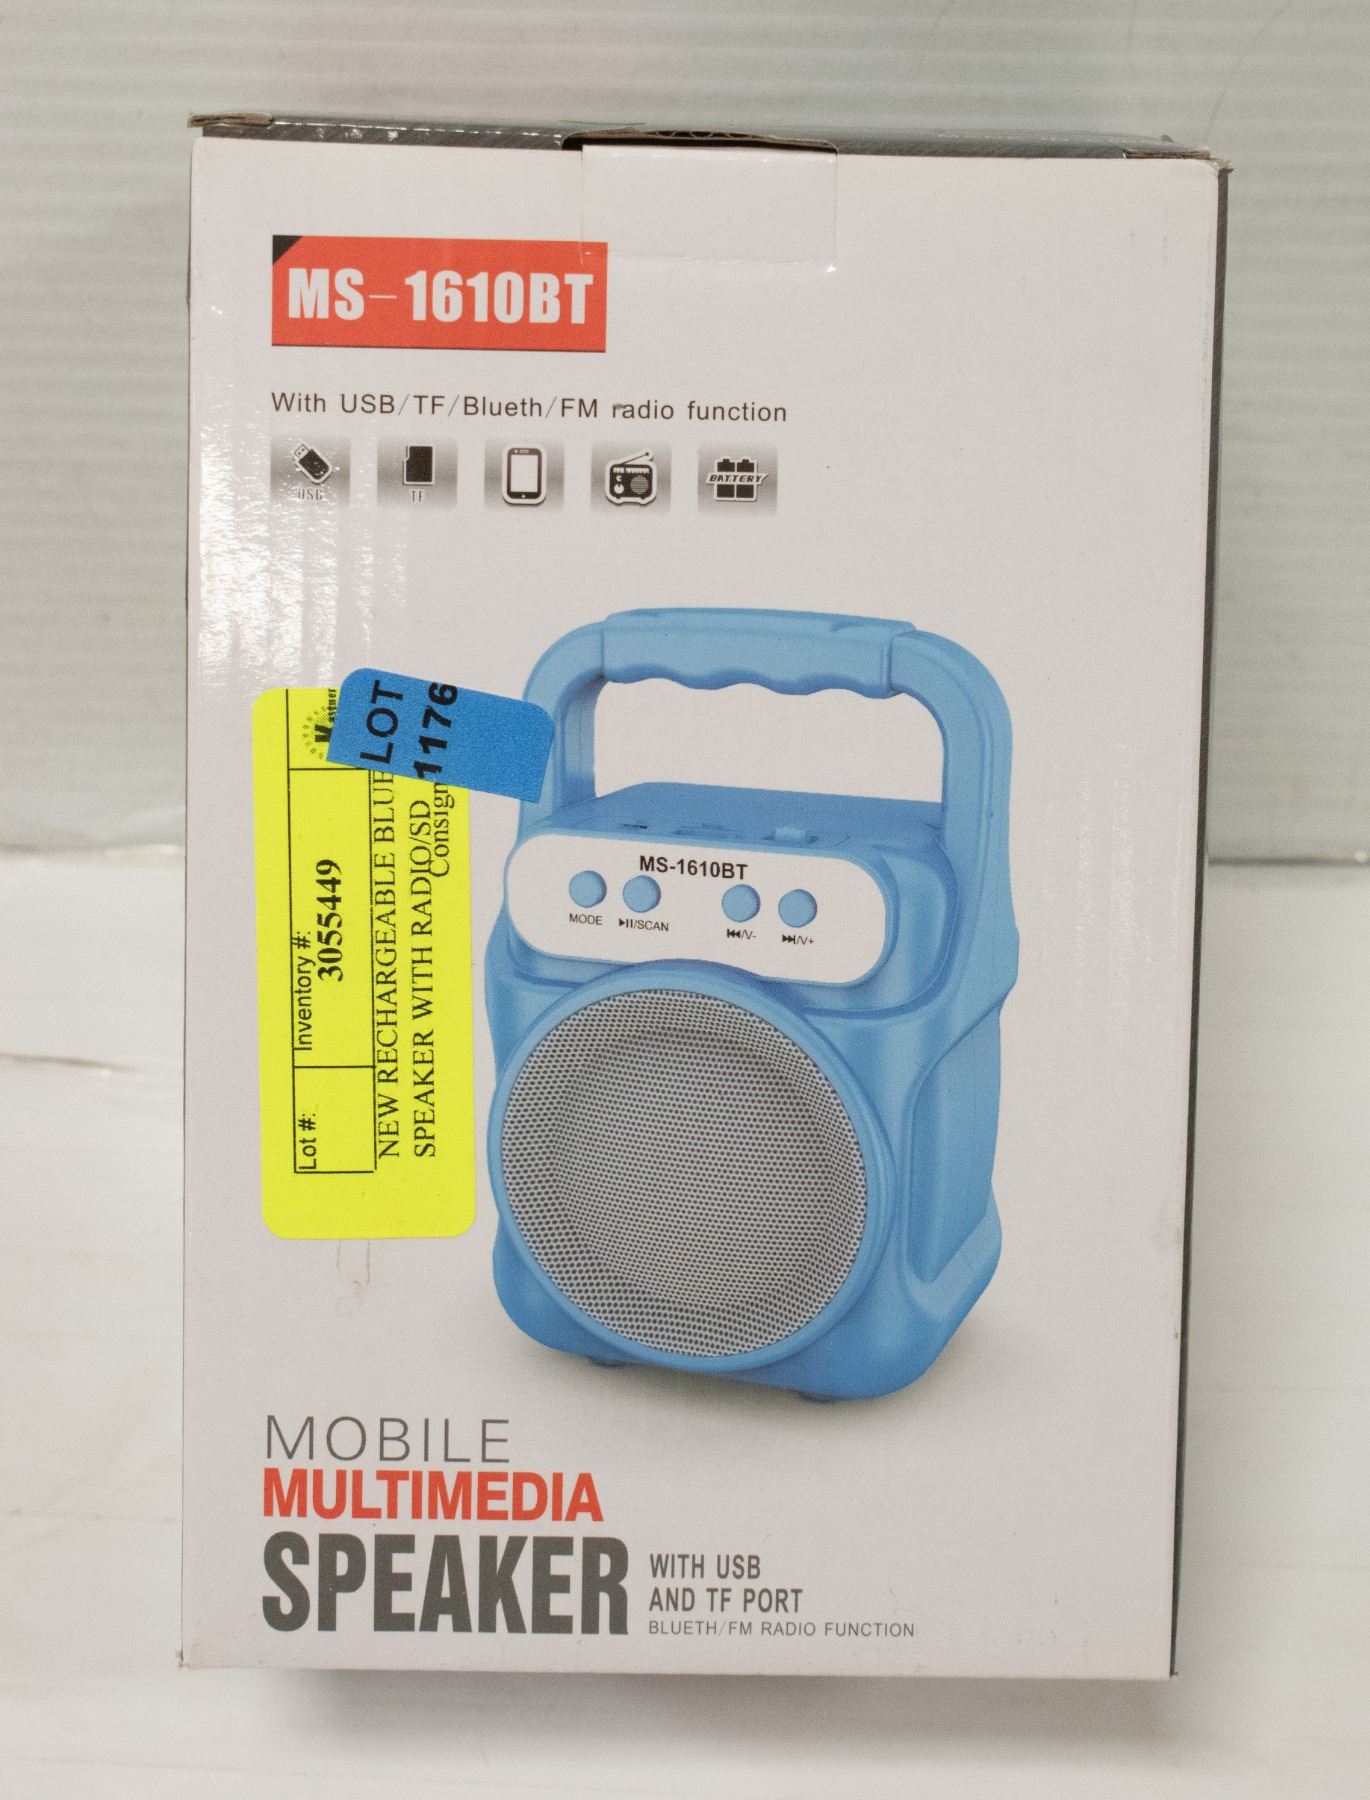 MS-1610BT
With USB/TF/Blueth/FM radio function
USB
TF
BATTERY
LOT
1176
Inventory #:
3055449
Lot #:
NEW RECHARGEABLE BLUE
SPEAKER WITH RADIO/SD
Consign
MS-1610BT
MODE
▶II/SCAN
I◀◀/V-
▶▶I/V+
MOBILE
MULTIMEDIA
SPEAKER
WITH USB
AND TF PORT
BLUETH/FM RADIO FUNCTION